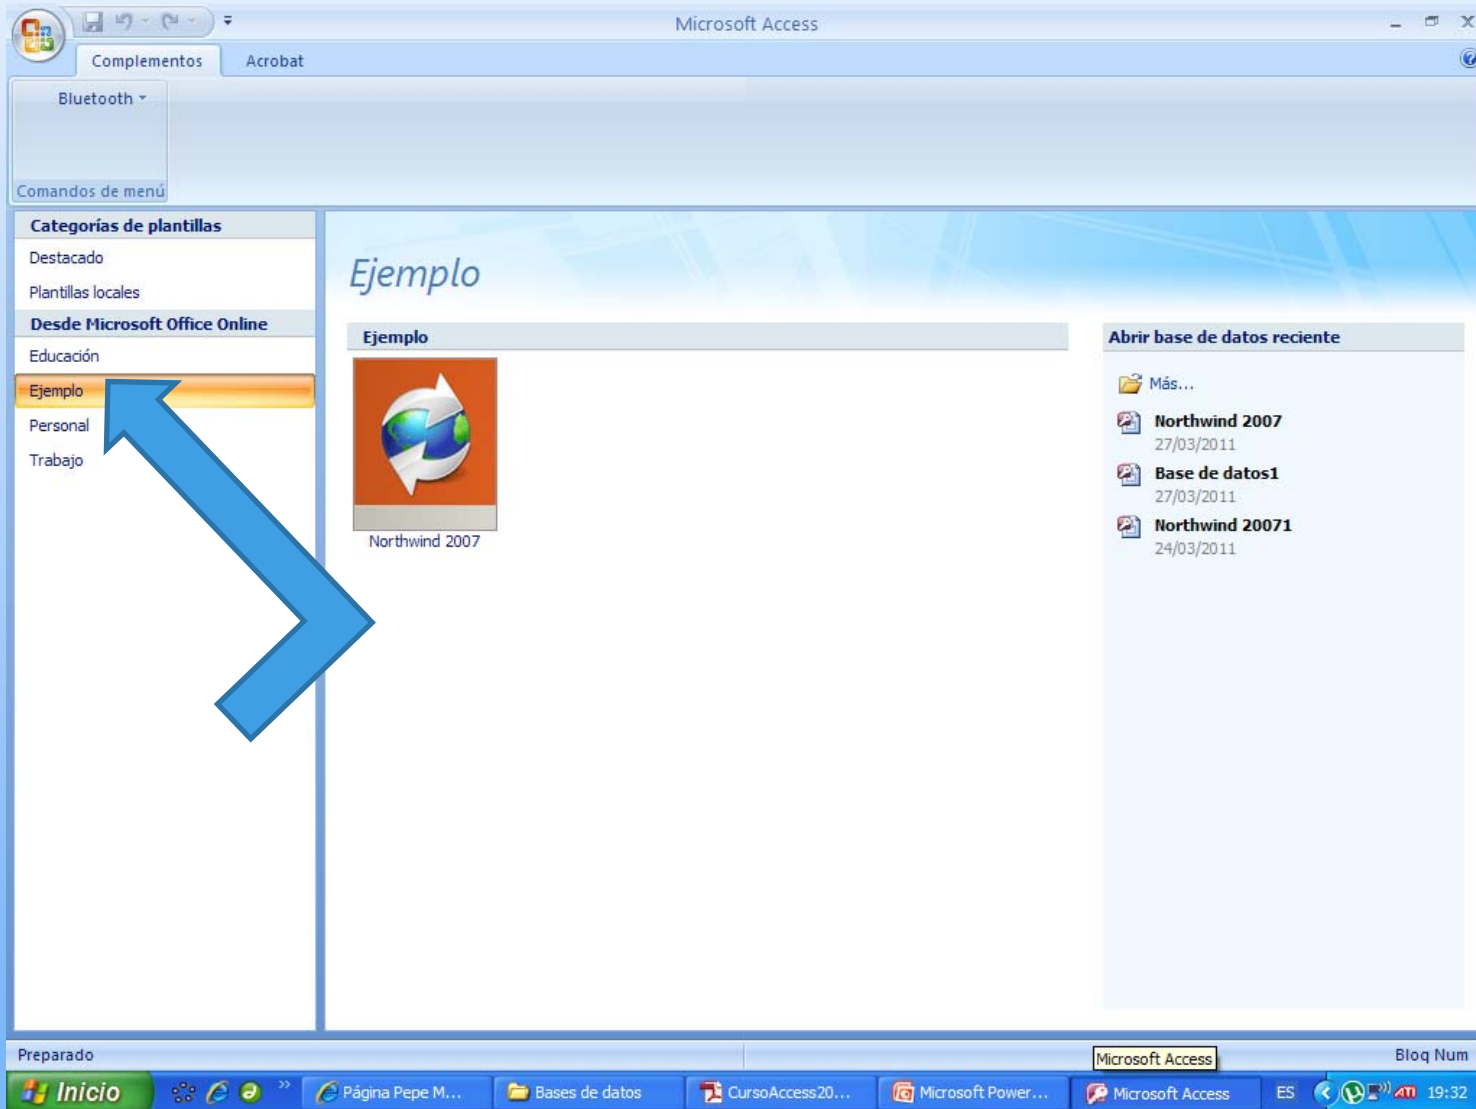 Microsoft Access
Complementos
Acrobat
Bluetooth
Comandos de menú
Categorías de plantillas
Destacado
Plantillas locales
Desde Microsoft Office Online
Educación
Ejemplo
Personal
Trabajo
Ejemplo
Ejemplo
Northwind 2007
Abrir base de datos reciente
Más...
Northwind 2007
27/03/2011
Base de datos1
27/03/2011
Northwind 20071
24/03/2011
Preparado
Microsoft Access
Bloq Num
Inicio
Página Pepe M...
Bases de datos
CursoAccess20...
Microsoft Power...
Microsoft Access
ES
19:32